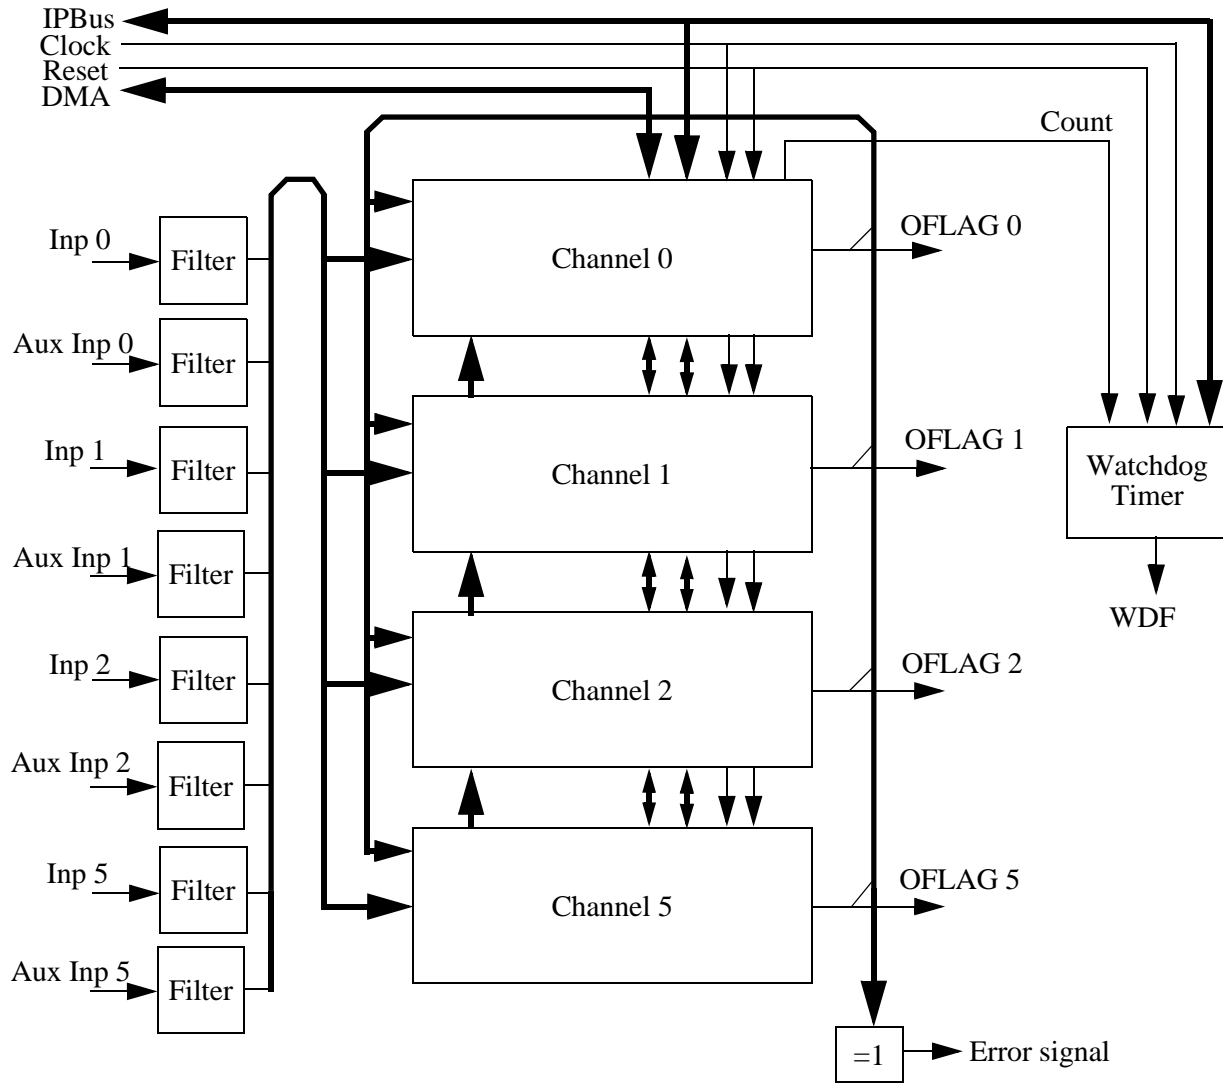 IPBus
Clock
Reset
DMA
Count
Inp 0
Filter
Channel 0
OFLAG 0
Aux Inp 0
Filter
Inp 1
Filter
Channel 1
OFLAG 1
Watchdog
Timer
Aux Inp 1
Filter
WDF
Inp 2
Filter
Channel 2
OFLAG 2
Aux Inp 2
Filter
Inp 5
Filter
Channel 5
OFLAG 5
Aux Inp 5
Filter
=1
Error signal